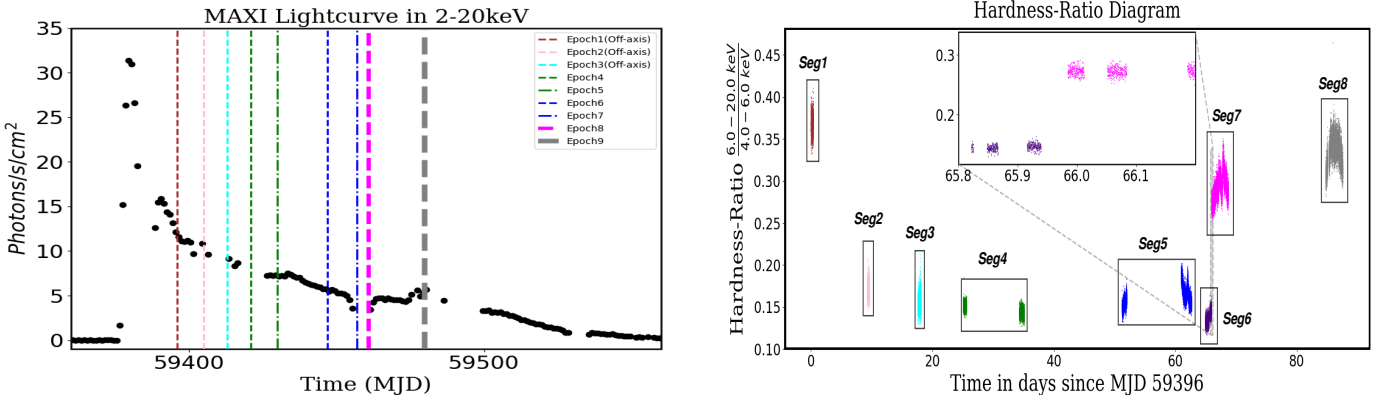 MAXI Lightcurve in 2-20keV
Photons/s/cm²
35
30
25
20
15
10
5
0
59400
59500
Time (MJD)
Epoch1(Off-axis)
Epoch2(Off-axis)
Epoch3(Off-axis)
Epoch4
Epoch5
Epoch6
Epoch7
Epoch8
Epoch9
Hardness-Ratio Diagram
Hardness-Ratio 6.0 - 20.0 keV / 4.0 - 6.0 keV
0.45
0.40
0.35
0.30
0.25
0.20
0.15
0.10
0
20
40
60
80
Time in days since MJD 59396
Seg1
Seg2
Seg3
Seg4
Seg5
Seg6
Seg7
Seg8
0.3
0.2
65.8
65.9
66.0
66.1